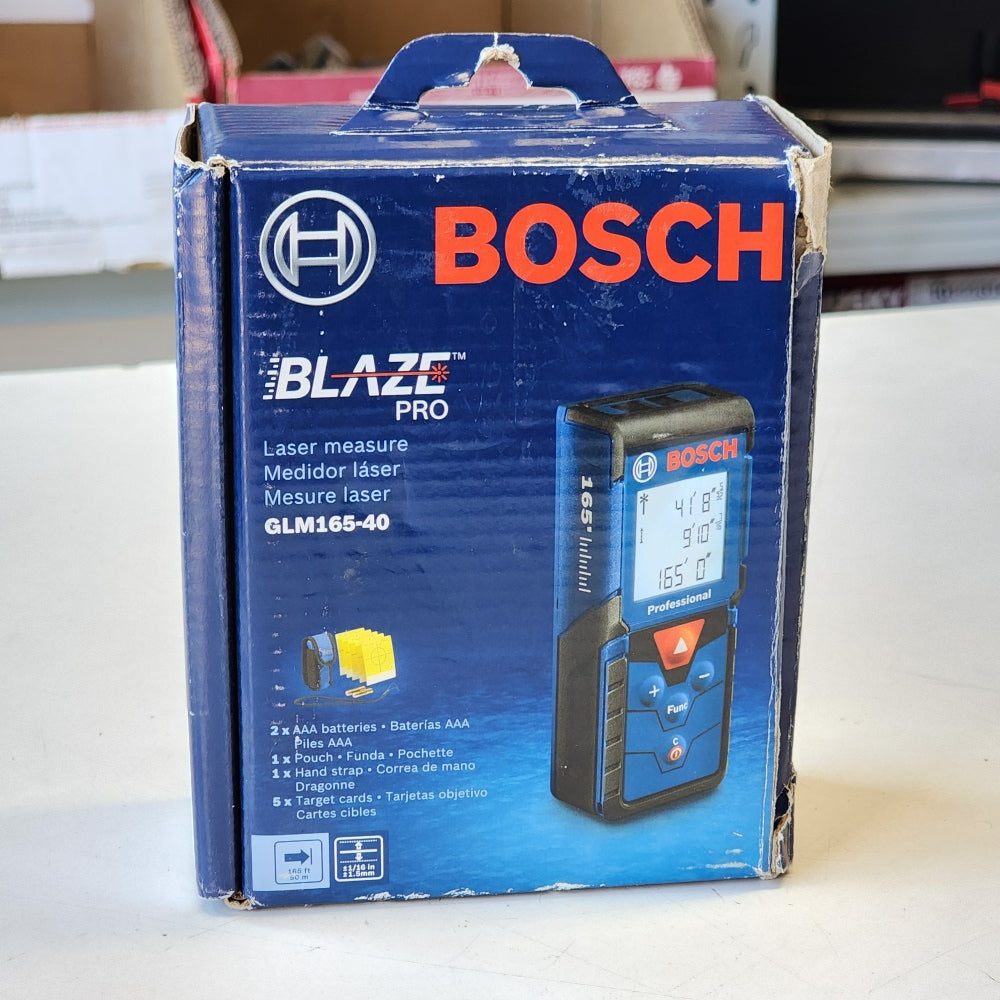 BOSCH
BLAZE™
PRO
Laser measure
Medidor láser
Mesure laser
GLM165-40
BOSCH
165'
41'8"
9'10"
165'0"
Professional
+
−
Func
C
2 x AAA batteries • Baterías AAA
Piles AAA
1 x Pouch • Funda • Pochette
1 x Hand strap • Correa de mano
Dragonne
5 x Target cards • Tarjetas objetivo
Cartes cibles
165 ft
50 m
±1/16 in
±1.5mm